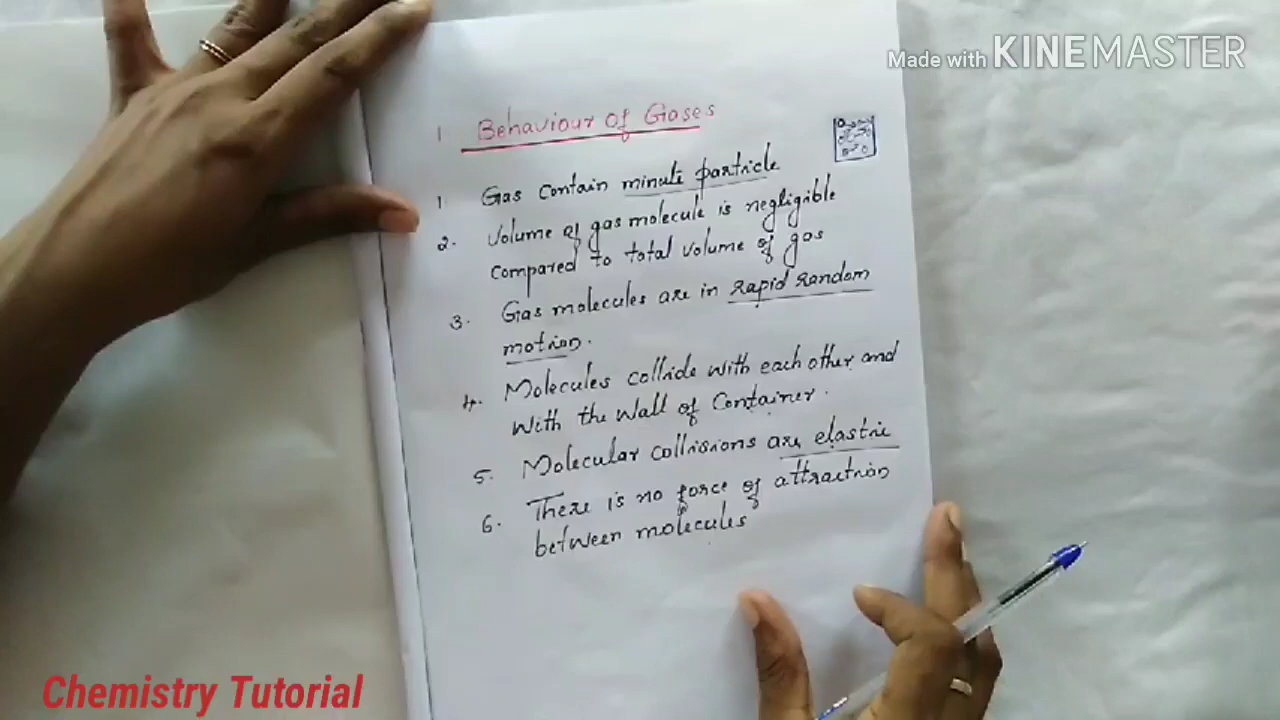 Made with KINEMASTER
1 Behaviour of Gases
1 Gas contain minute particle
2. Volume of gas molecule is negligible
compared to total volume of gas
3. Gas molecules are in rapid random
motion.
4. Molecules collide with each other and
with the wall of container.
5. Molecular collisions are elastic
6. There is no force of attraction
between molecules
Chemistry Tutorial